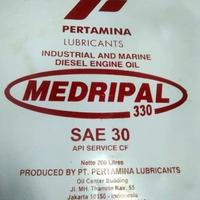 PERTAMINA
LUBRICANTS
INDUSTRIAL AND MARINE
DIESEL ENGINE OIL
MEDRIPAL
330
SAE 30
API SERVICE CF
Netto 209 Litres
PRODUCED BY PT. PERTAMINA LUBRICANTS
Oil Center Building
Jl. MH. Thamrin Kav. 55
Jakarta 10350 - Indonesia